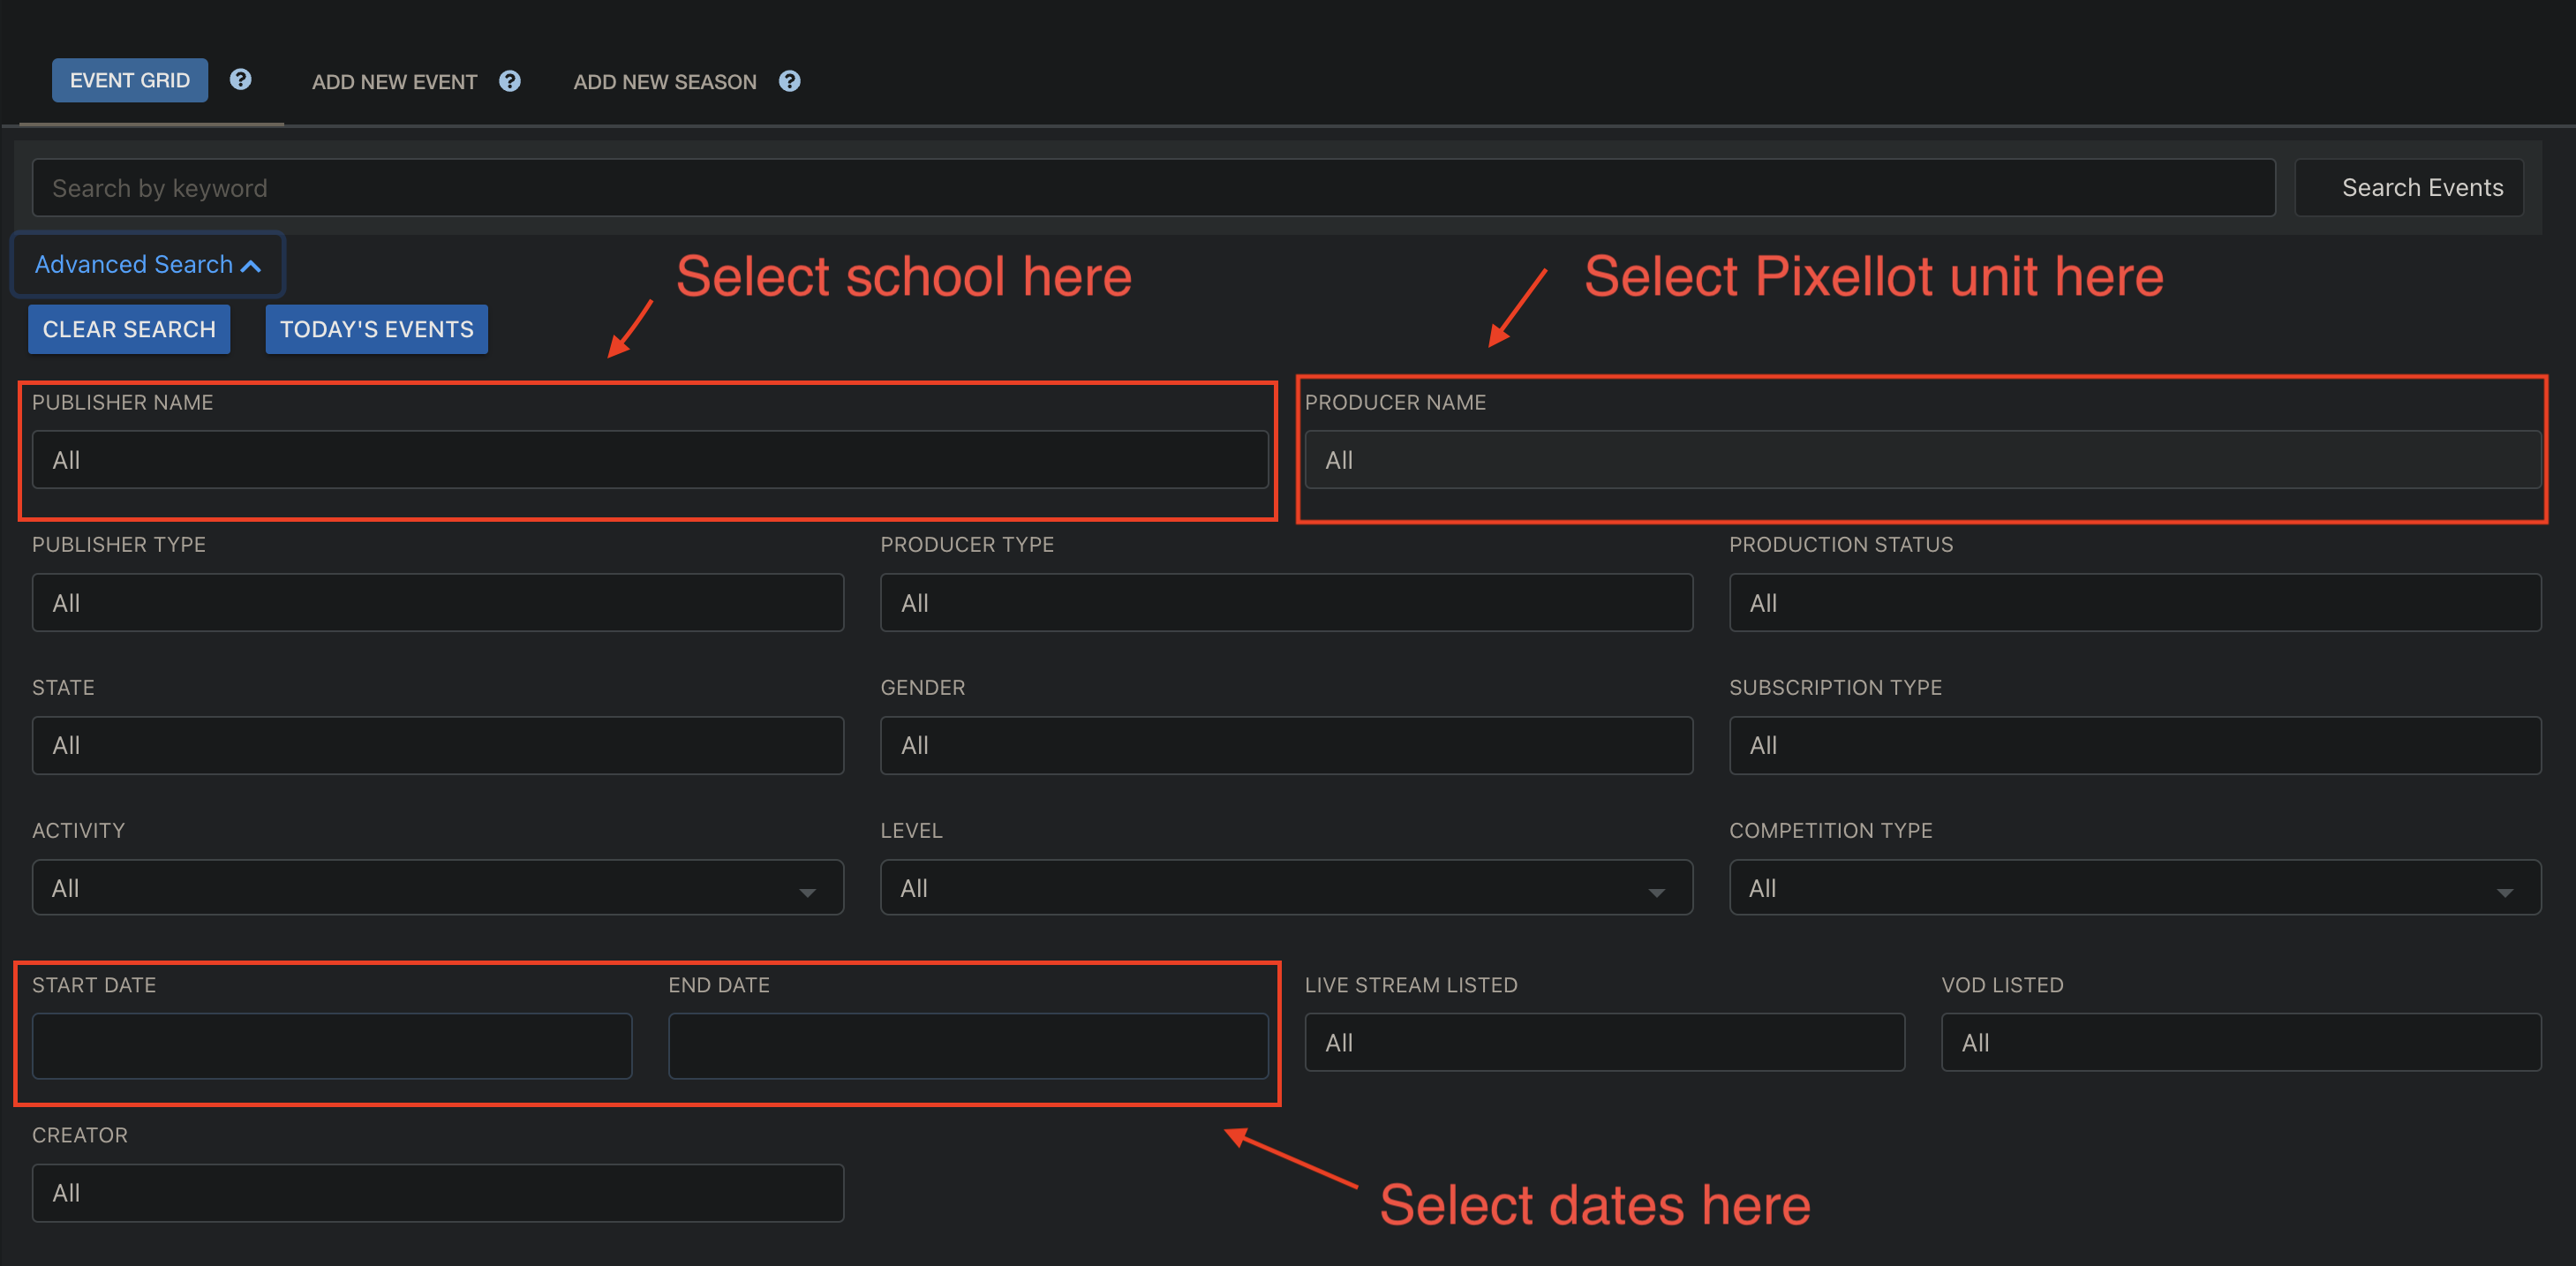 EVENT GRID ? ADD NEW EVENT ? ADD NEW SEASON ?
Search by keyword Search Events
Advanced Search
Select school here Select Pixellot unit here
CLEAR SEARCH TODAY'S EVENTS
PUBLISHER NAME PRODUCER NAME
All All
PUBLISHER TYPE PRODUCER TYPE PRODUCTION STATUS
All All All
STATE GENDER SUBSCRIPTION TYPE
All All All
ACTIVITY LEVEL COMPETITION TYPE
All All All
START DATE END DATE LIVE STREAM LISTED VOD LISTED
All All
CREATOR
All
Select dates here